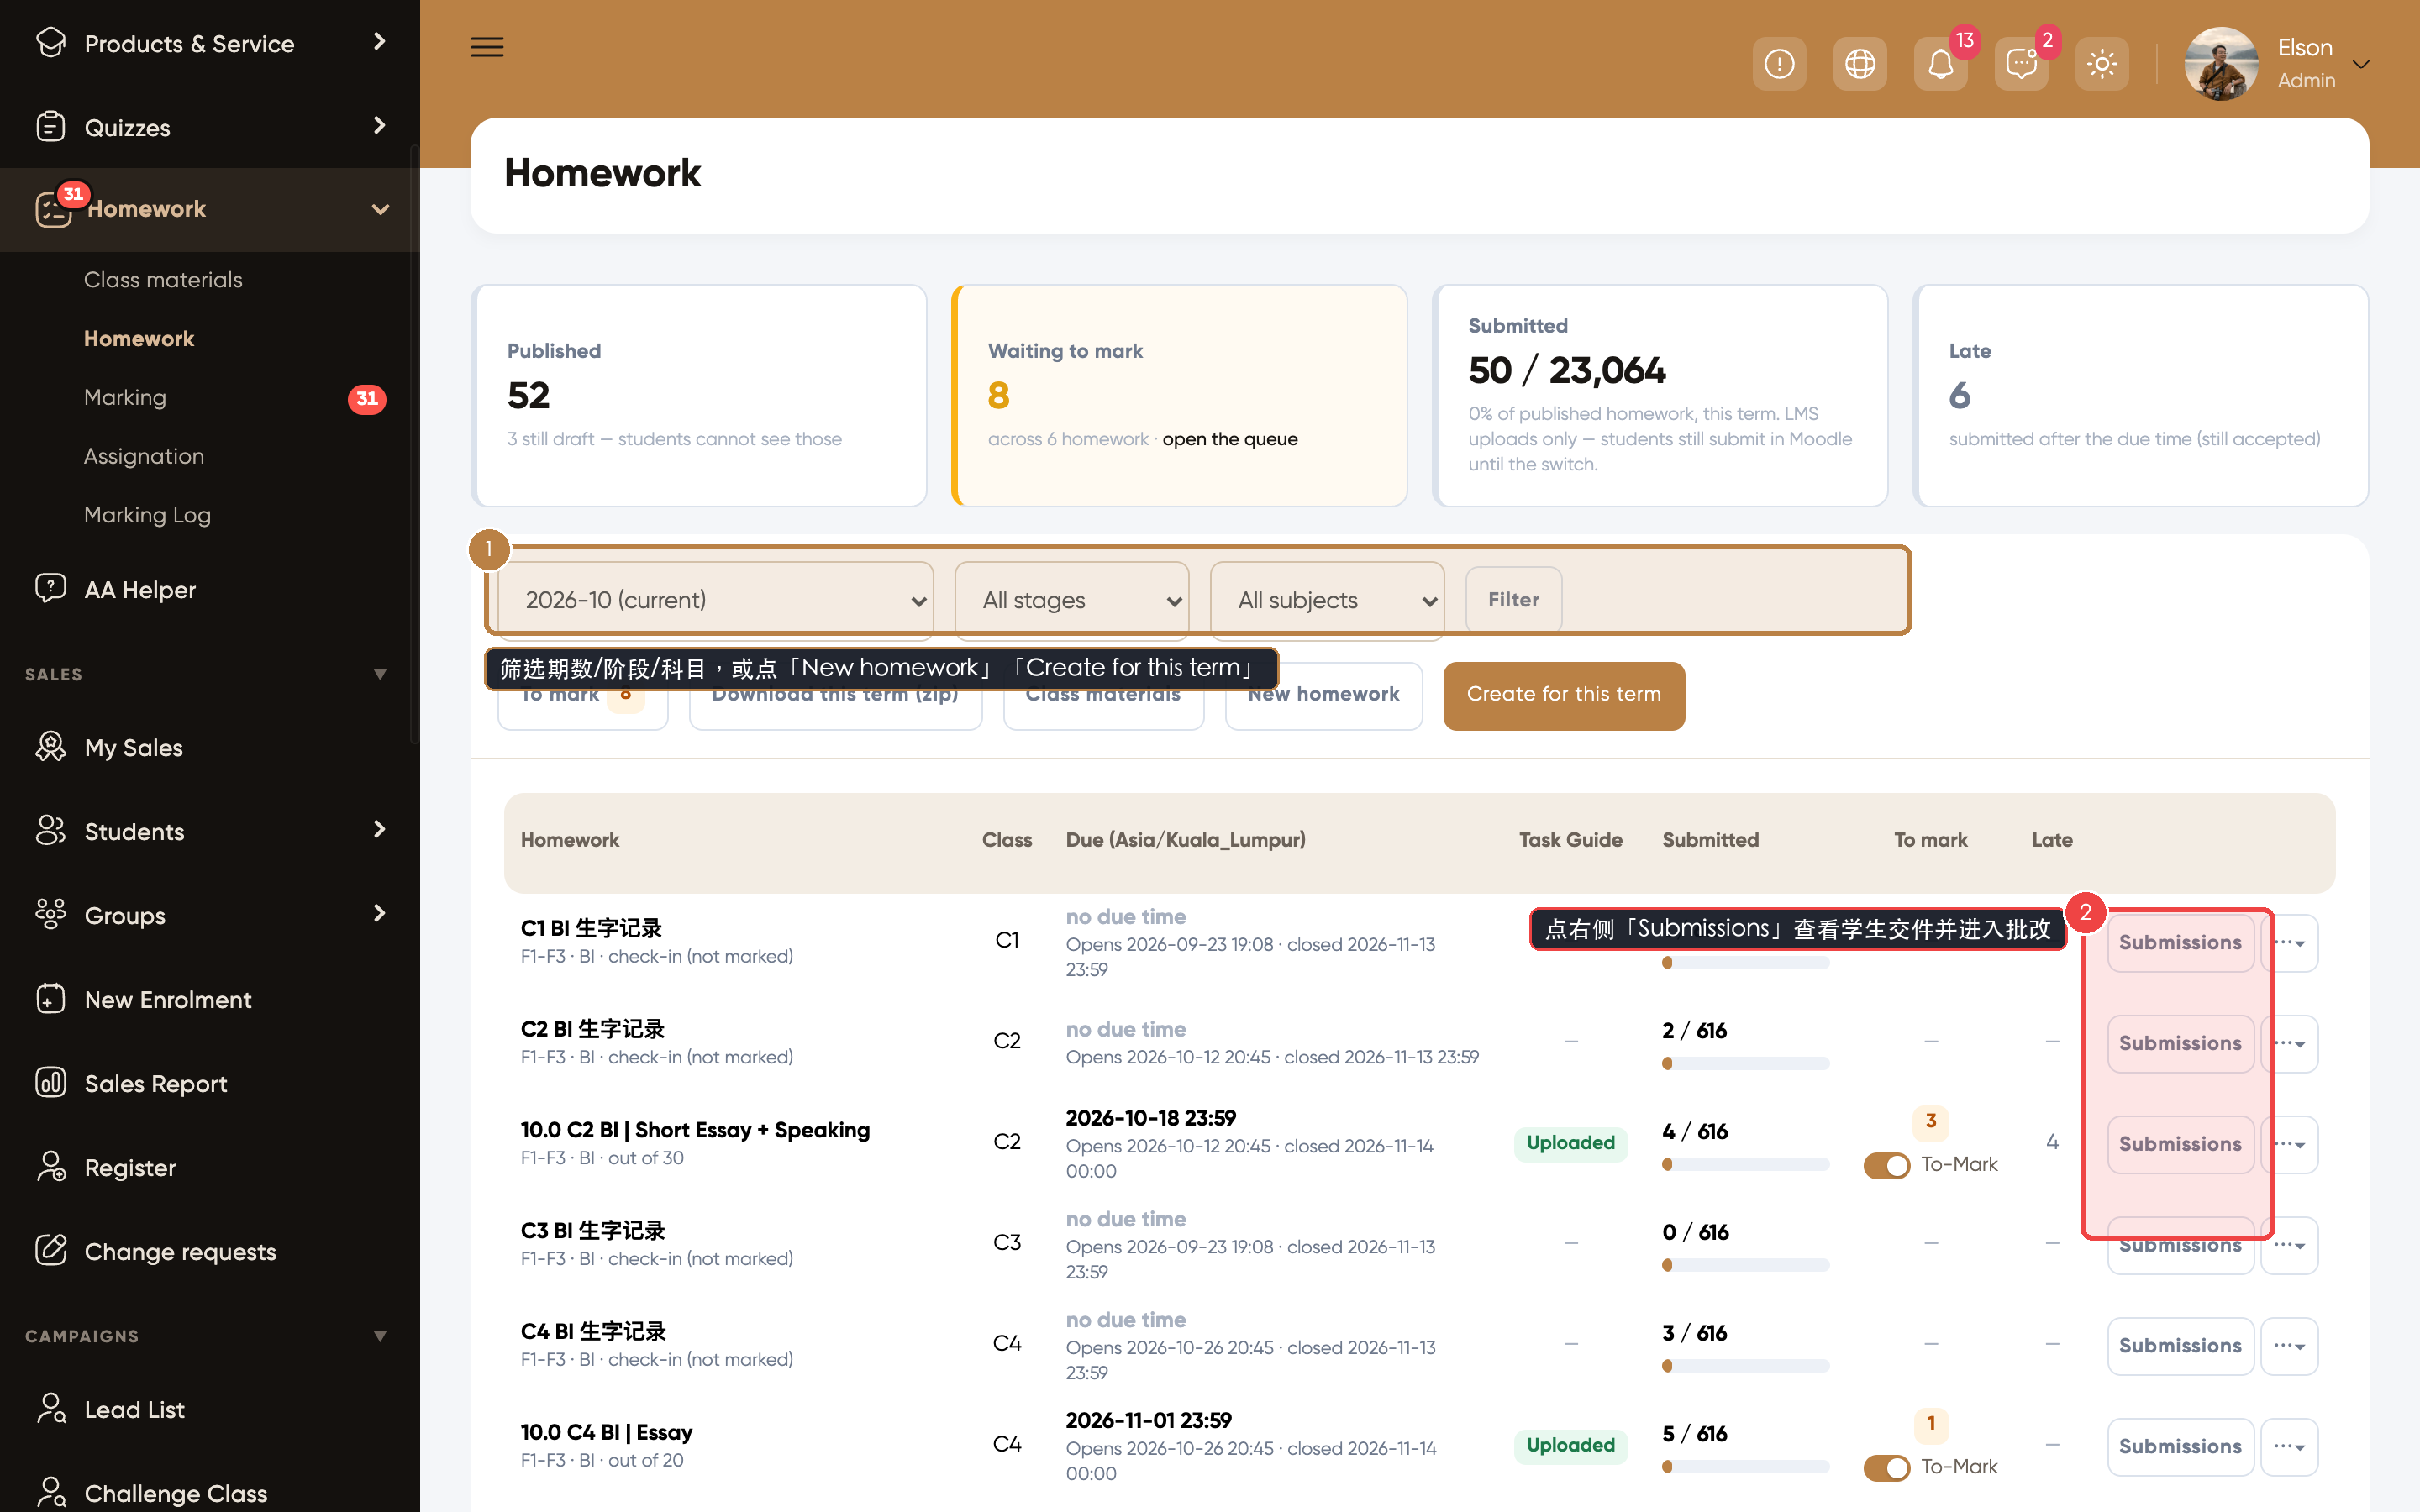 Products & Service
Quizzes
31
Homework
Class materials
Homework
Marking
31
Assignation
Marking Log
AA Helper
SALES
My Sales
Students
Groups
New Enrolment
Sales Report
Register
Change requests
CAMPAIGNS
Lead List
Challenge Class
13
2
Elson
Admin
Homework
Published
52
3 still draft — students cannot see those
Waiting to mark
8
across 6 homework · open the queue
Submitted
50 / 23,064
0% of published homework, this term. LMS
uploads only — students still submit in Moodle
until the switch.
Late
6
submitted after the due time (still accepted)
1
2026-10 (current)
All stages
All subjects
Filter
筛选期数/阶段/科目，或点「New homework」「Create for this term」
To mark 8
Download this term (zip)
Class materials
New homework
Create for this term
Homework
Class
Due (Asia/Kuala_Lumpur)
Task Guide
Submitted
To mark
Late
C1 BI 生字记录
F1-F3 · BI · check-in (not marked)
C1
no due time
Opens 2026-09-23 19:08 · closed 2026-11-13
23:59
点右侧「Submissions」查看学生交件并进入批改
2
Submissions
C2 BI 生字记录
F1-F3 · BI · check-in (not marked)
C2
no due time
Opens 2026-10-12 20:45 · closed 2026-11-13 23:59
—
2 / 616
—
—
Submissions
10.0 C2 BI | Short Essay + Speaking
F1-F3 · BI · out of 30
C2
2026-10-18 23:59
Opens 2026-10-12 20:45 · closed 2026-11-14
00:00
Uploaded
4 / 616
3
To-Mark
4
Submissions
C3 BI 生字记录
F1-F3 · BI · check-in (not marked)
C3
no due time
Opens 2026-09-23 19:08 · closed 2026-11-13
23:59
—
0 / 616
—
—
Submissions
C4 BI 生字记录
F1-F3 · BI · check-in (not marked)
C4
no due time
Opens 2026-10-26 20:45 · closed 2026-11-13
23:59
—
3 / 616
—
—
Submissions
10.0 C4 BI | Essay
F1-F3 · BI · out of 20
C4
2026-11-01 23:59
Opens 2026-10-26 20:45 · closed 2026-11-14
00:00
Uploaded
5 / 616
1
To-Mark
—
Submissions